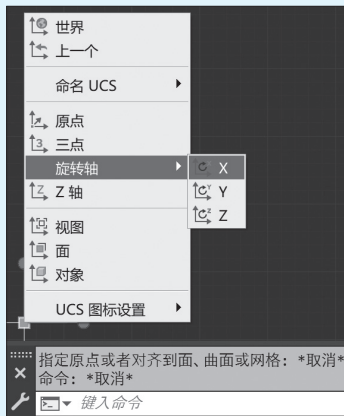 世界
上一个
命名 UCS
原点
三点
旋转轴
X
Z 轴
Y
Z
视图
面
对象
UCS 图标设置
指定原点或者对齐到面、曲面或网格: *取消*
命令: *取消*
键入命令